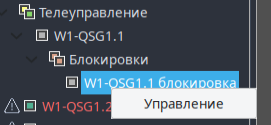 Телеуправление
W1-QSG1.1
Блокировки
W1-QSG1.1 блокировка
W1-QSG1.2
Управление